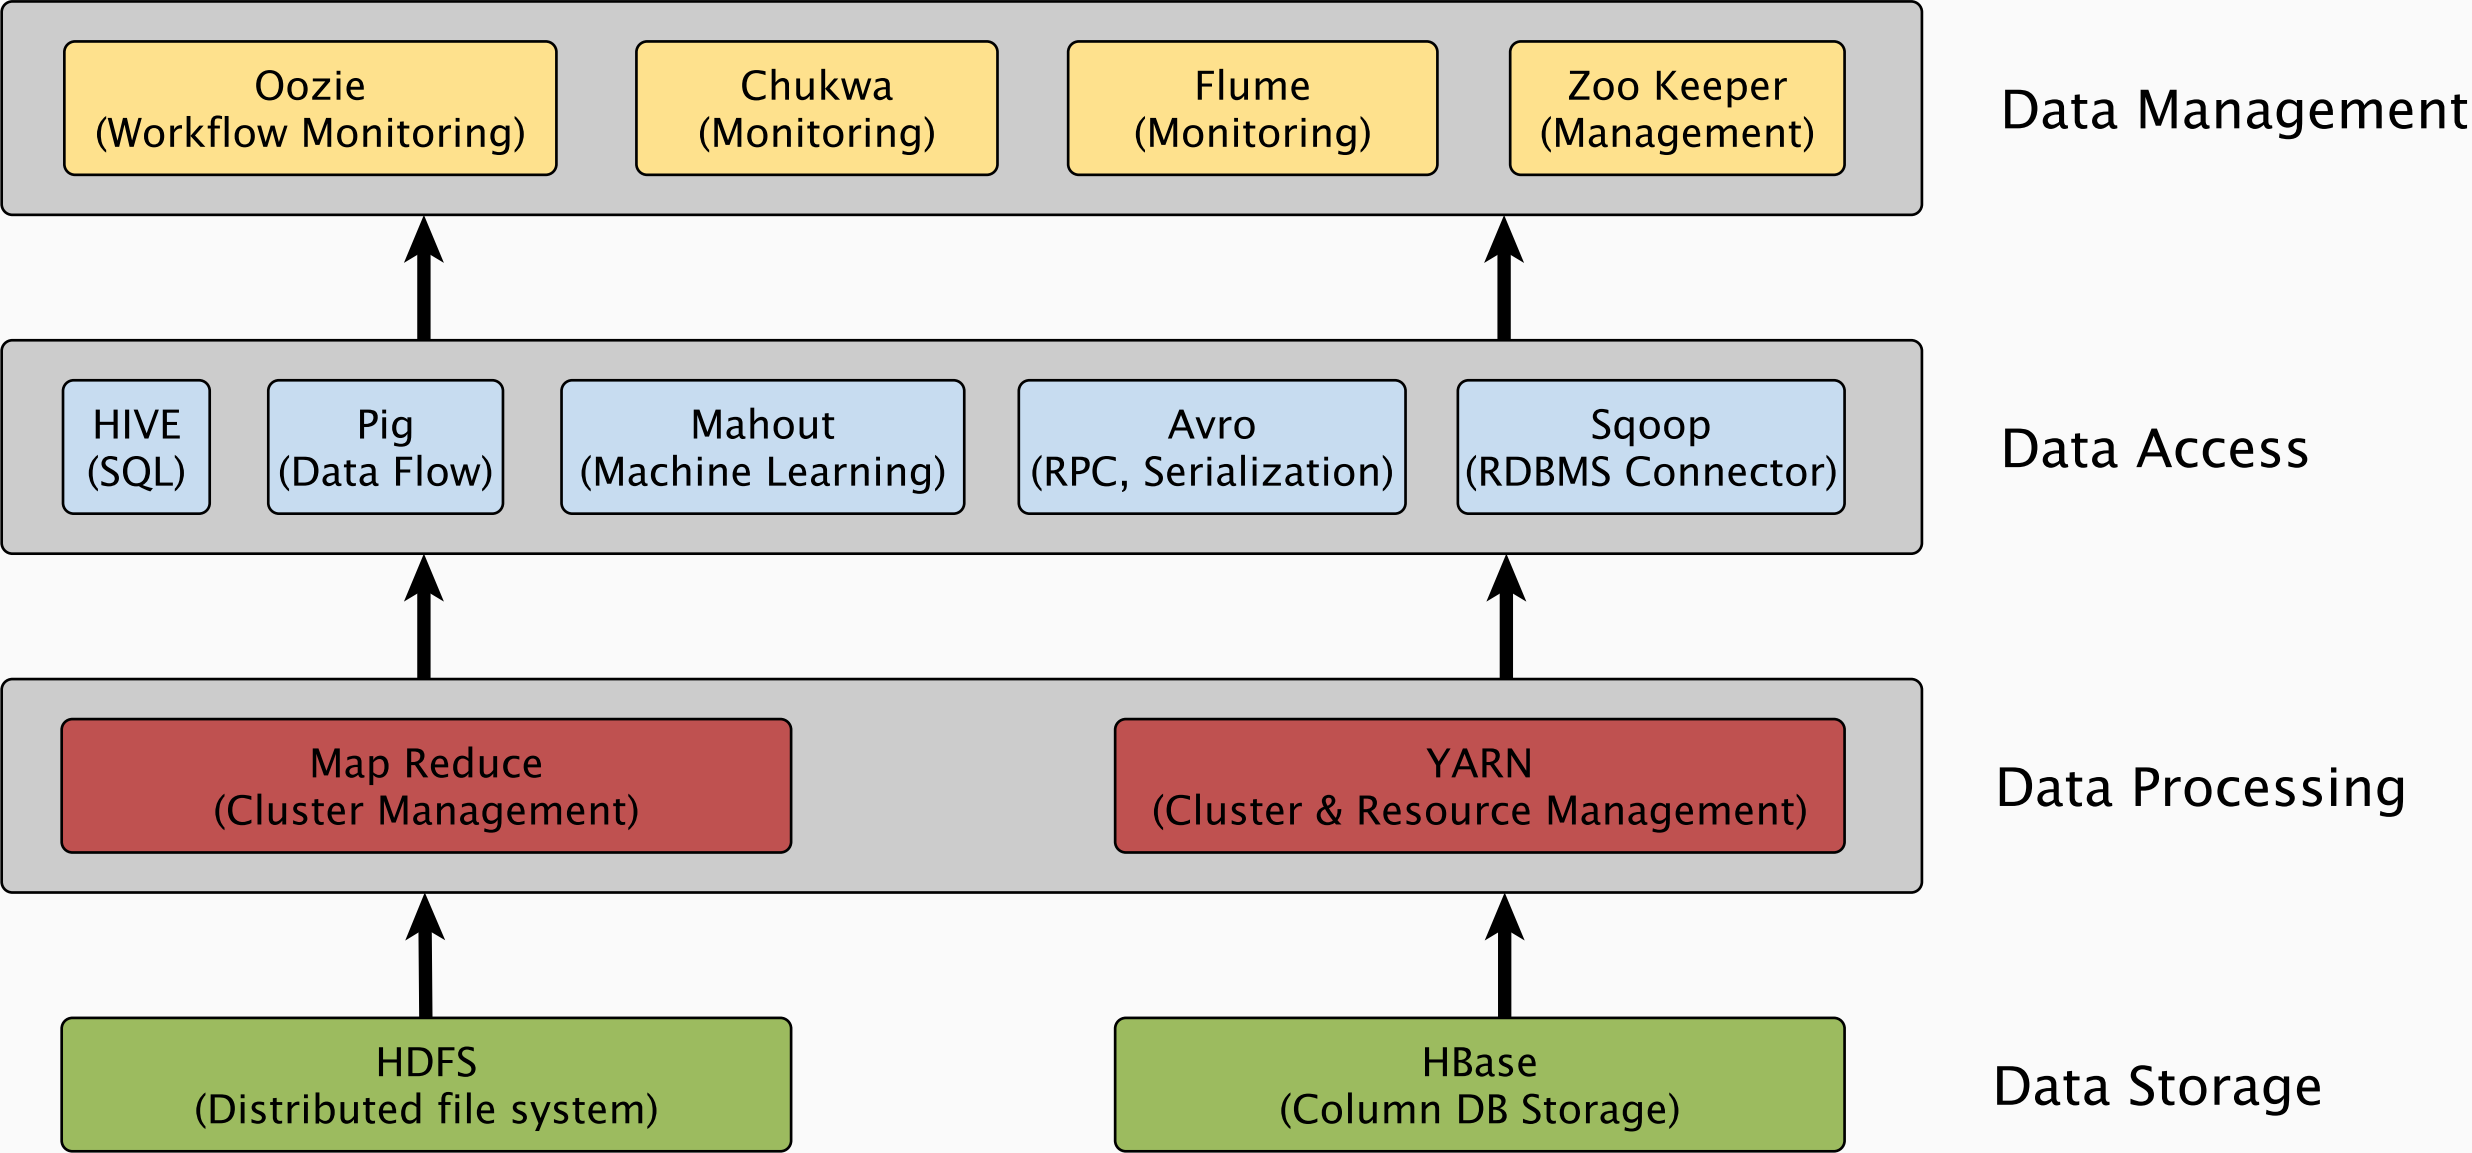 Oozie
(Workflow Monitoring)
Chukwa
(Monitoring)
Flume
(Monitoring)
Zoo Keeper
(Management)
Data Management
HIVE
(SQL)
Pig
(Data Flow)
Mahout
(Machine Learning)
Avro
(RPC, Serialization)
Sqoop
(RDBMS Connector)
Data Access
Map Reduce
(Cluster Management)
YARN
(Cluster & Resource Management)
Data Processing
HDFS
(Distributed file system)
HBase
(Column DB Storage)
Data Storage